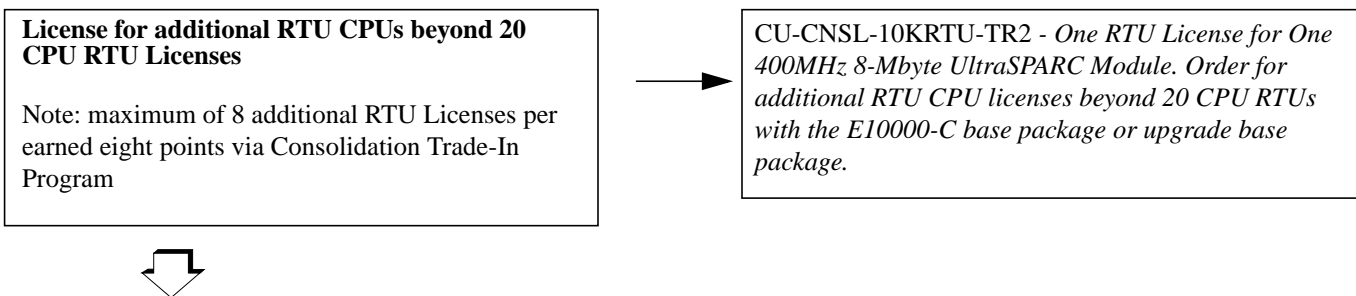 License for additional RTU CPUs beyond 20
CPU RTU Licenses
Note: maximum of 8 additional RTU Licenses per
earned eight points via Consolidation Trade-In
Program
CU-CNSL-10KRTU-TR2 - One RTU License for One
400MHz 8-Mbyte UltraSPARC Module. Order for
additional RTU CPU licenses beyond 20 CPU RTUs
with the E10000-C base package or upgrade base
package.